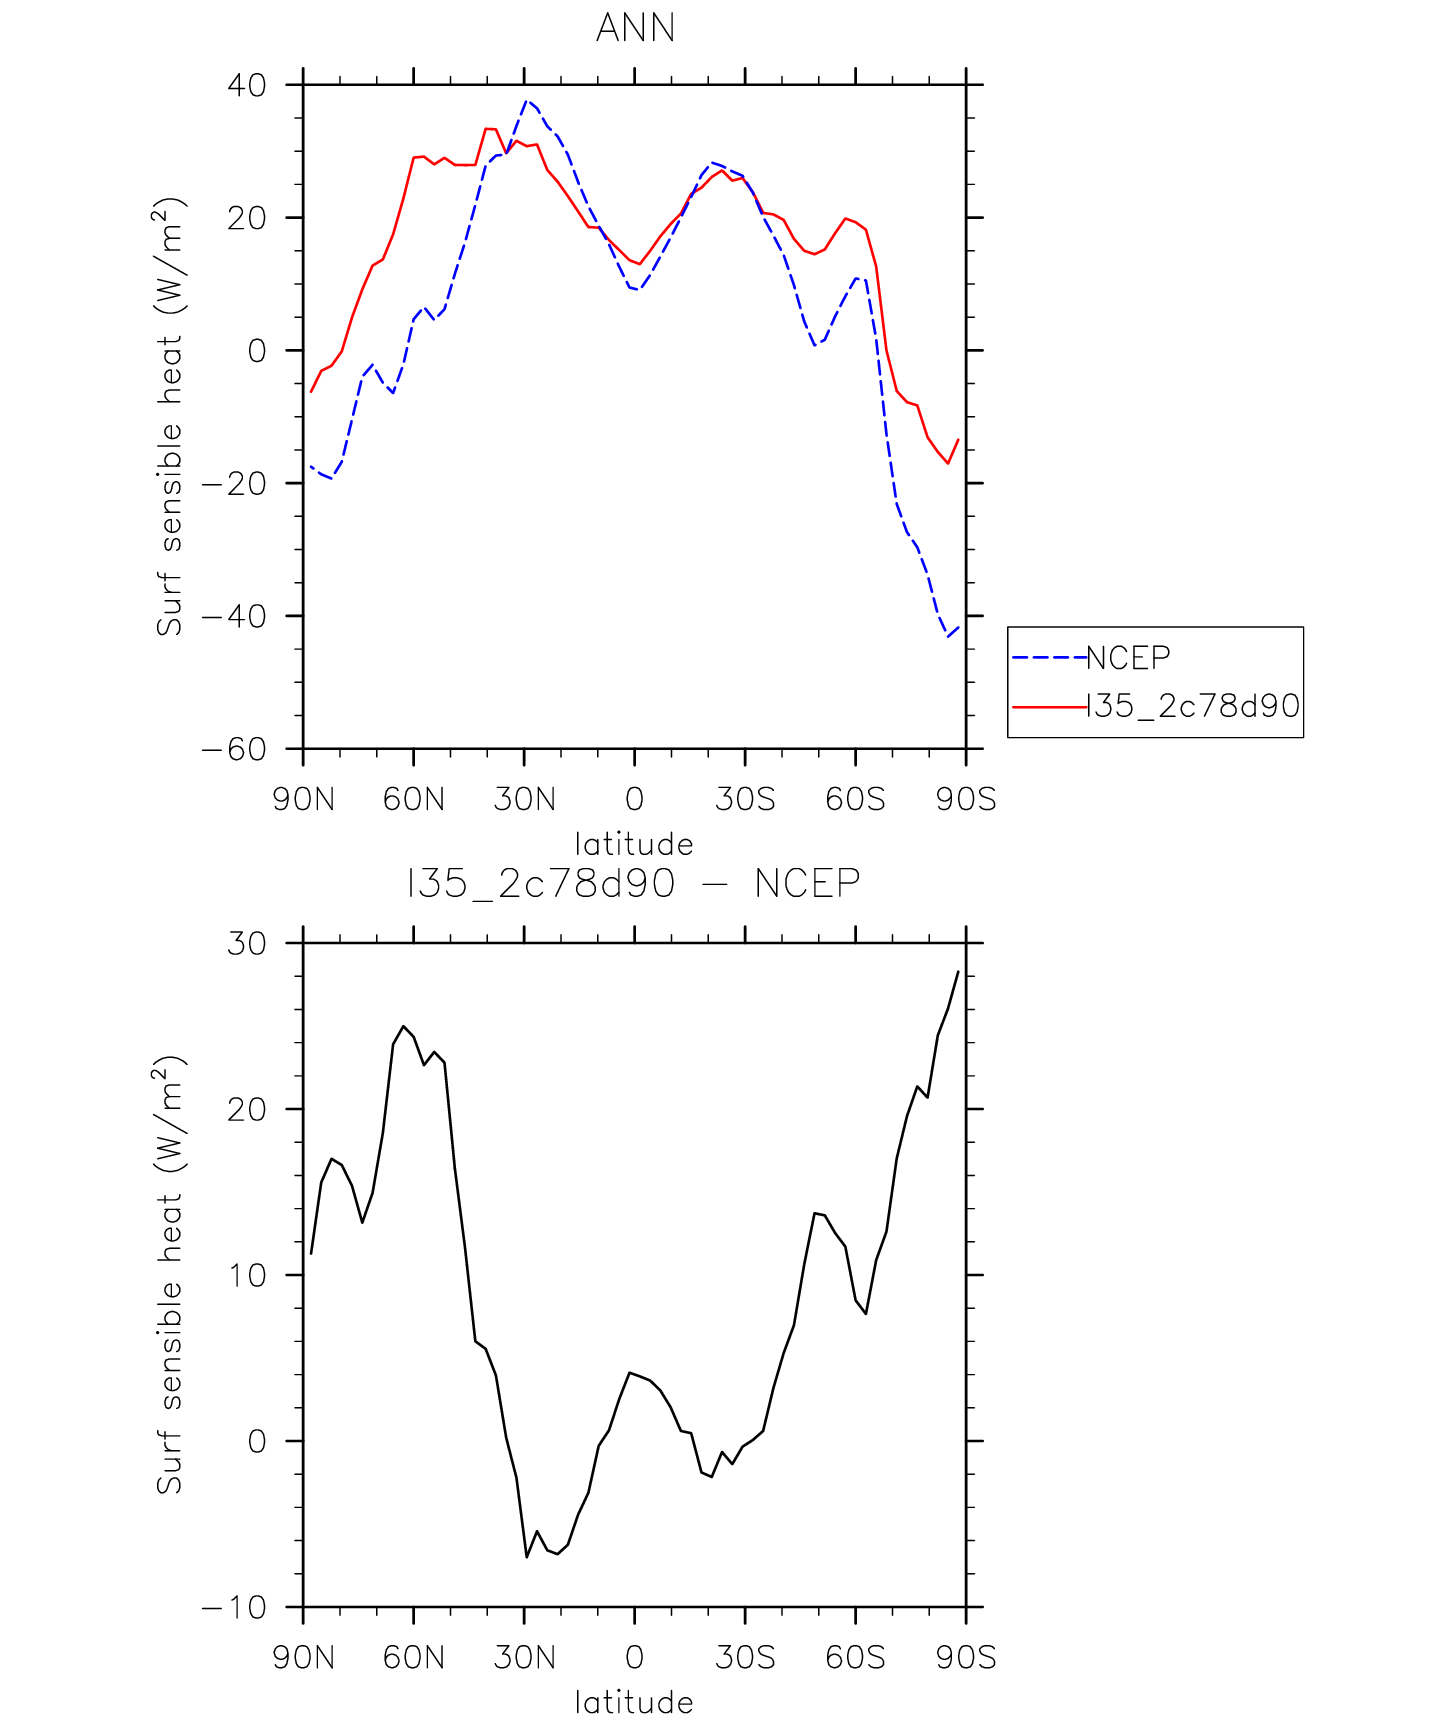 ANN
40
20
0
−20
−40
−60
Surf sensible heat (W/m²)
90N 60N 30N 0 30S 60S 90S
latitude
NCEP
I35_2c78d90
I35_2c78d90 − NCEP
30
20
10
0
−10
Surf sensible heat (W/m²)
90N 60N 30N 0 30S 60S 90S
latitude